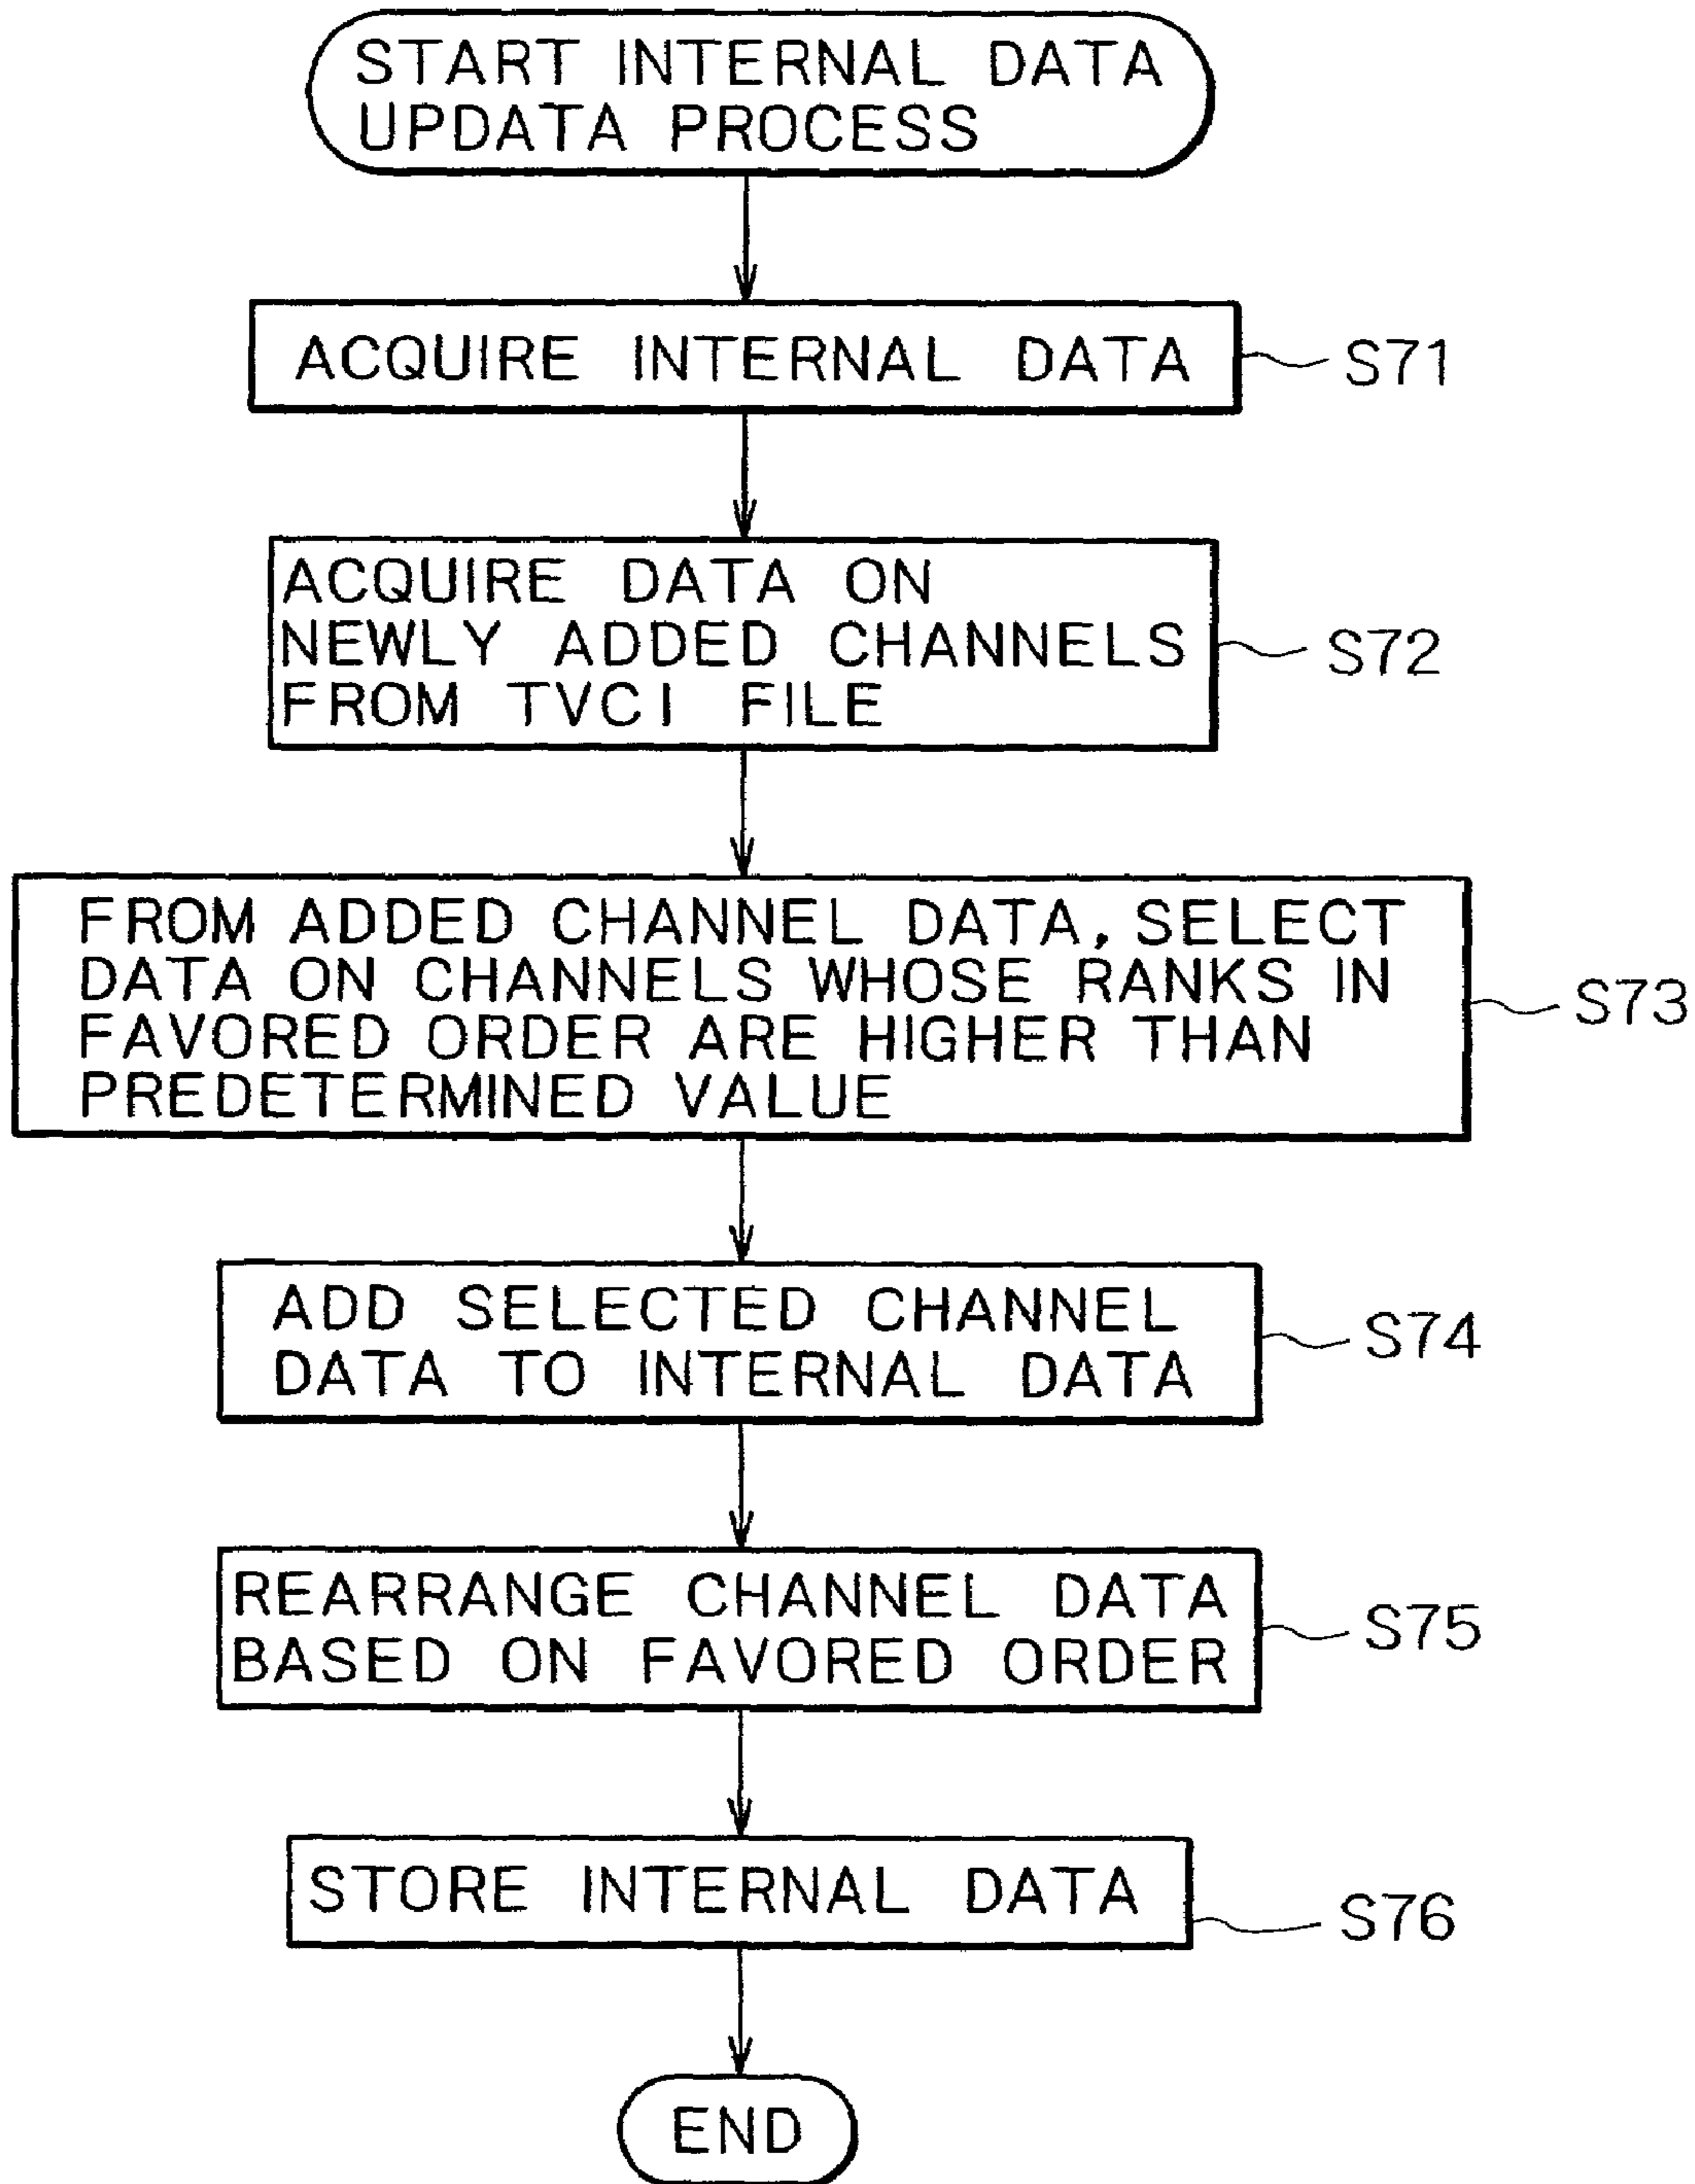 START INTERNAL DATA
UPDATA PROCESS
ACQUIRE INTERNAL DATA
S71
ACQUIRE DATA ON
NEWLY ADDED CHANNELS
FROM TVCI FILE
S72
FROM ADDED CHANNEL DATA, SELECT
DATA ON CHANNELS WHOSE RANKS IN
FAVORED ORDER ARE HIGHER THAN
PREDETERMINED VALUE
S73
ADD SELECTED CHANNEL
DATA TO INTERNAL DATA
S74
REARRANGE CHANNEL DATA
BASED ON FAVORED ORDER
S75
STORE INTERNAL DATA
S76
END